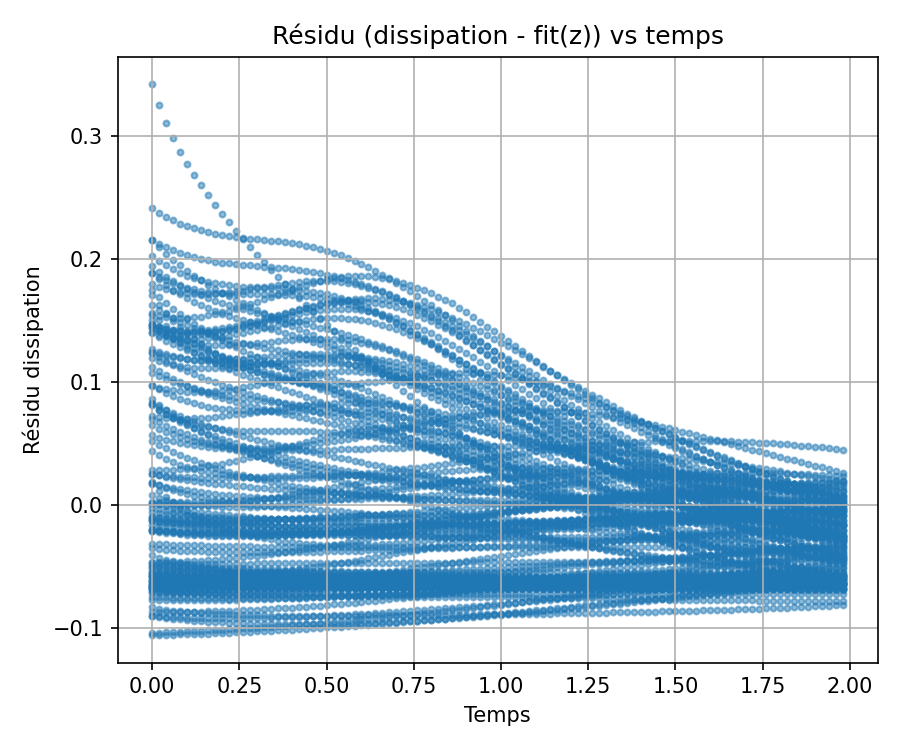 Résidu (dissipation - fit(z)) vs temps
Résidu dissipation
0.3
0.2
0.1
0.0
−0.1
0.00 0.25 0.50 0.75 1.00 1.25 1.50 1.75 2.00
Temps